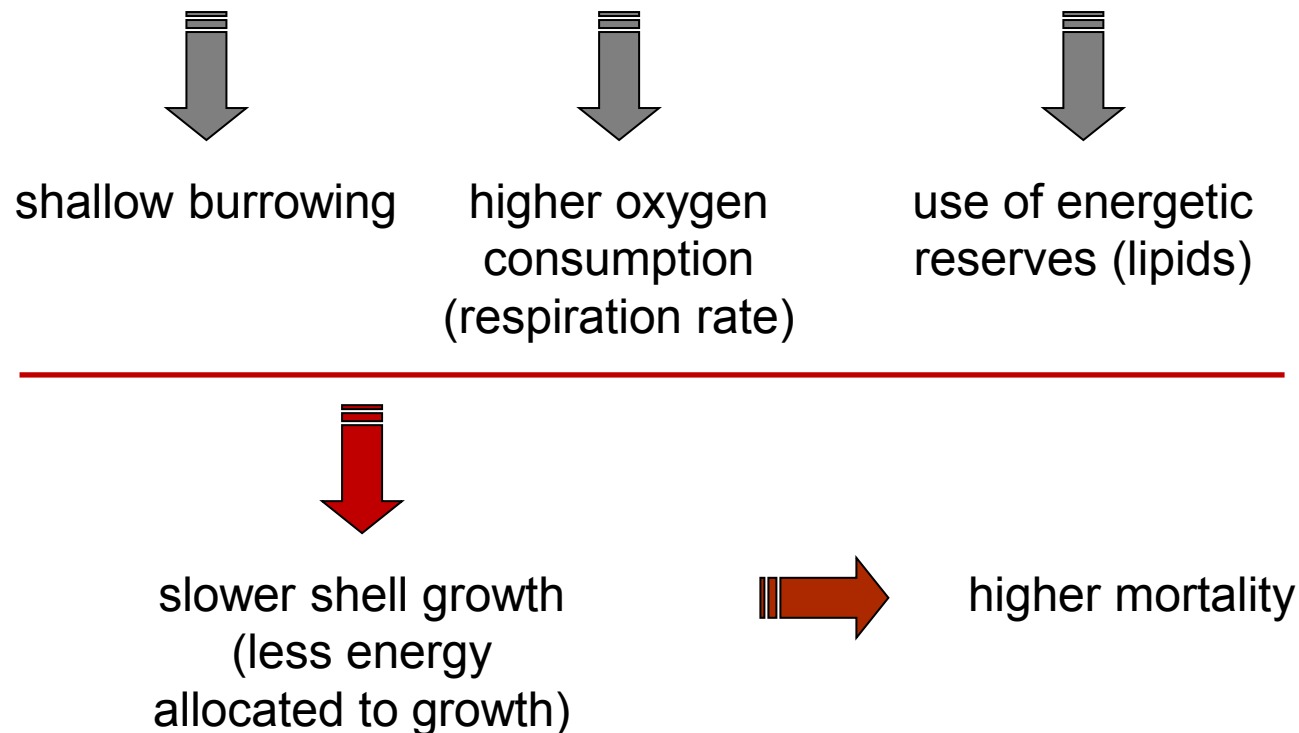 shallow burrowing
higher oxygen
consumption
(respiration rate)
use of energetic
reserves (lipids)
slower shell growth
(less energy
allocated to growth)
higher mortality